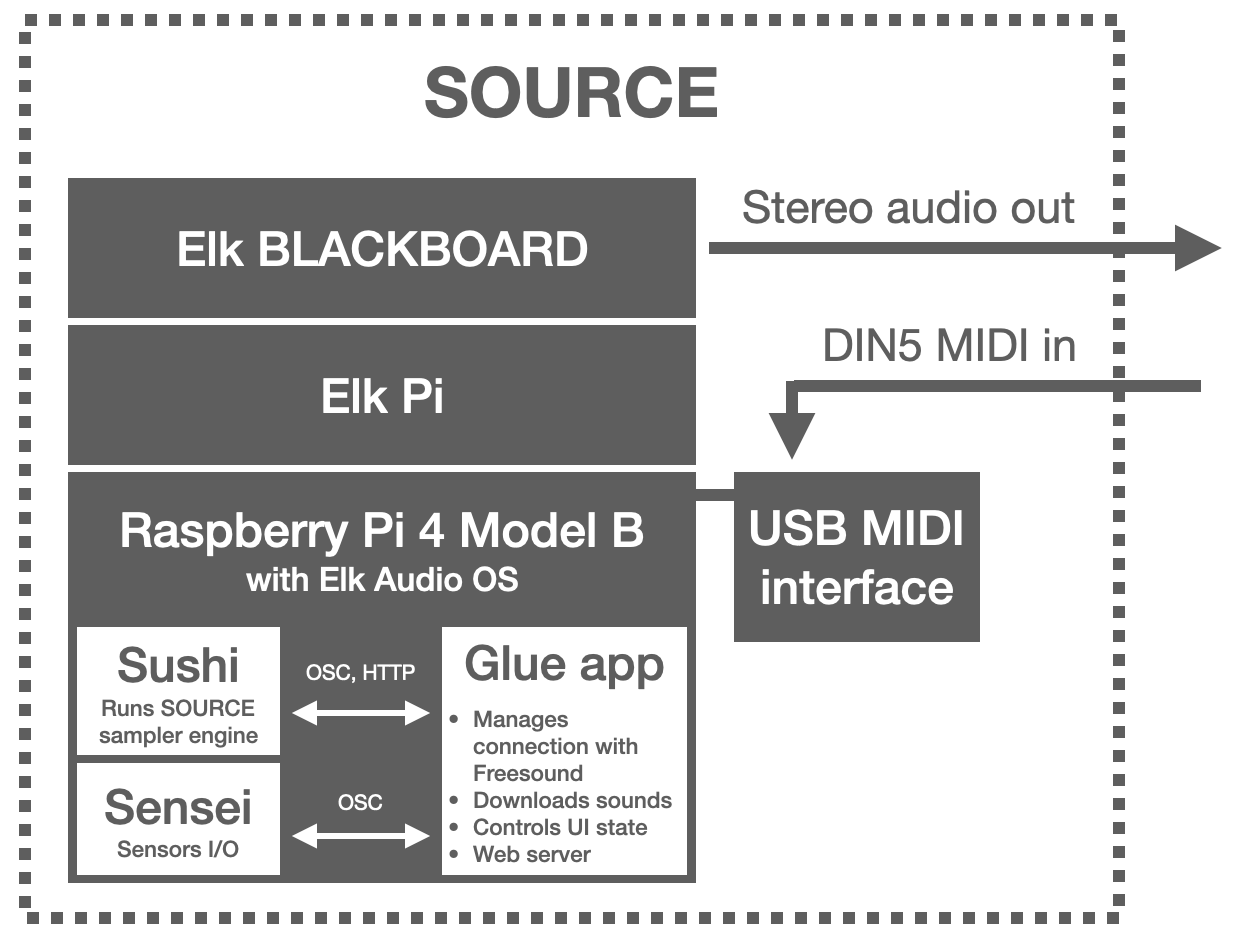 SOURCE
Elk BLACKBOARD
Stereo audio out
Elk Pi
DIN5 MIDI in
Raspberry Pi 4 Model B
with Elk Audio OS
USB MIDI
interface
Sushi
Runs SOURCE
sampler engine
OSC, HTTP
Glue app
• Manages
connection with
Freesound
• Downloads sounds
• Controls UI state
• Web server
Sensei
Sensors I/O
OSC